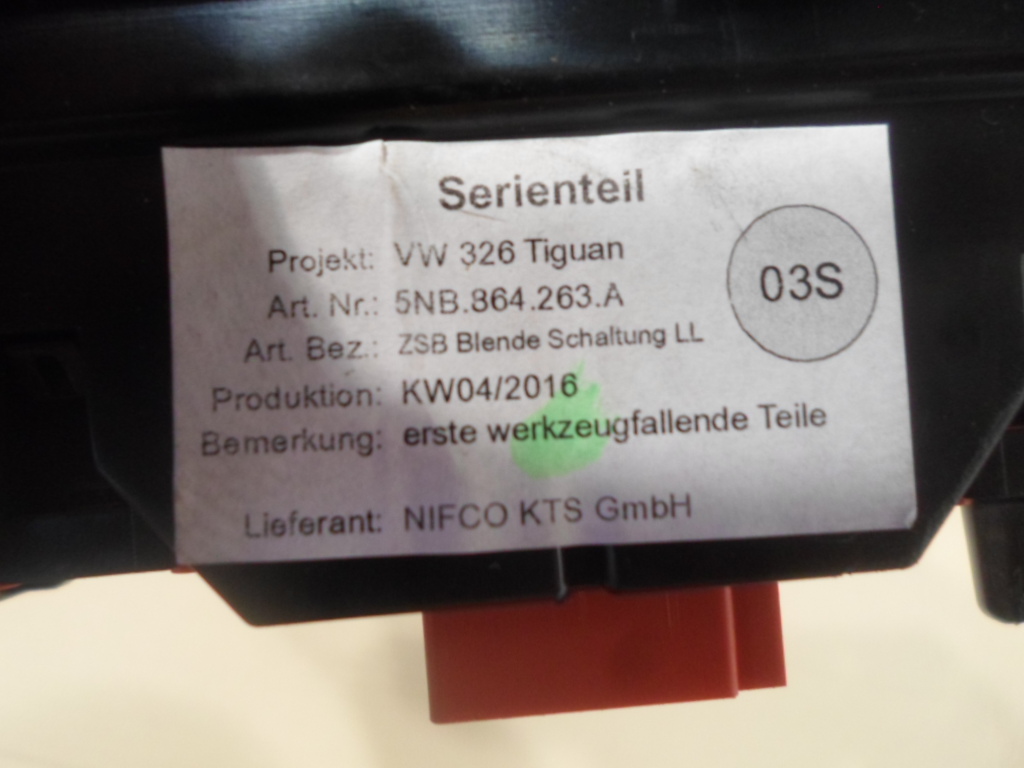 Serienteil
Projekt: VW 326 Tiguan
Art. Nr.: 5NB.864.263.A
03S
Art. Bez.: ZSB Blende Schaltung LL
Produktion: KW04/2016
Bemerkung: erste werkzeugfallende Teile
Lieferant: NIFCO KTS GmbH